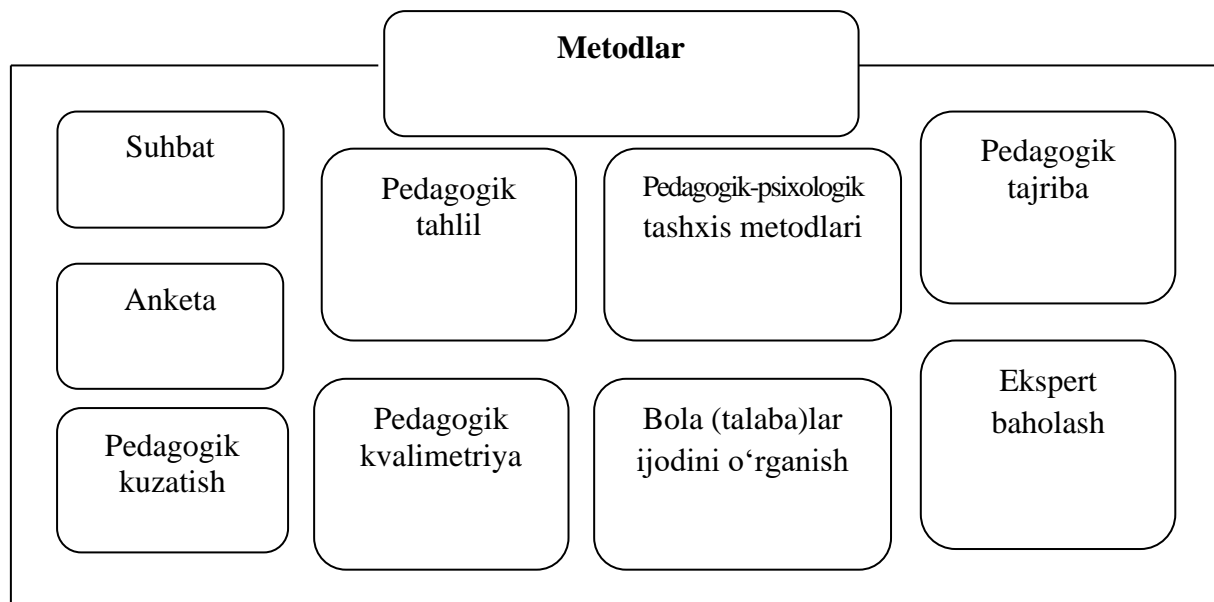 Metodlar
Suhbat
Anketa
Pedagogik
kuzatish
Pedagogik
tahlil
Pedagogik
kvalimetriya
Pedagogik-psixologik
tashxis metodlari
Bola (talaba)lar
ijodini o‘rganish
Pedagogik
tajriba
Ekspert
baholash